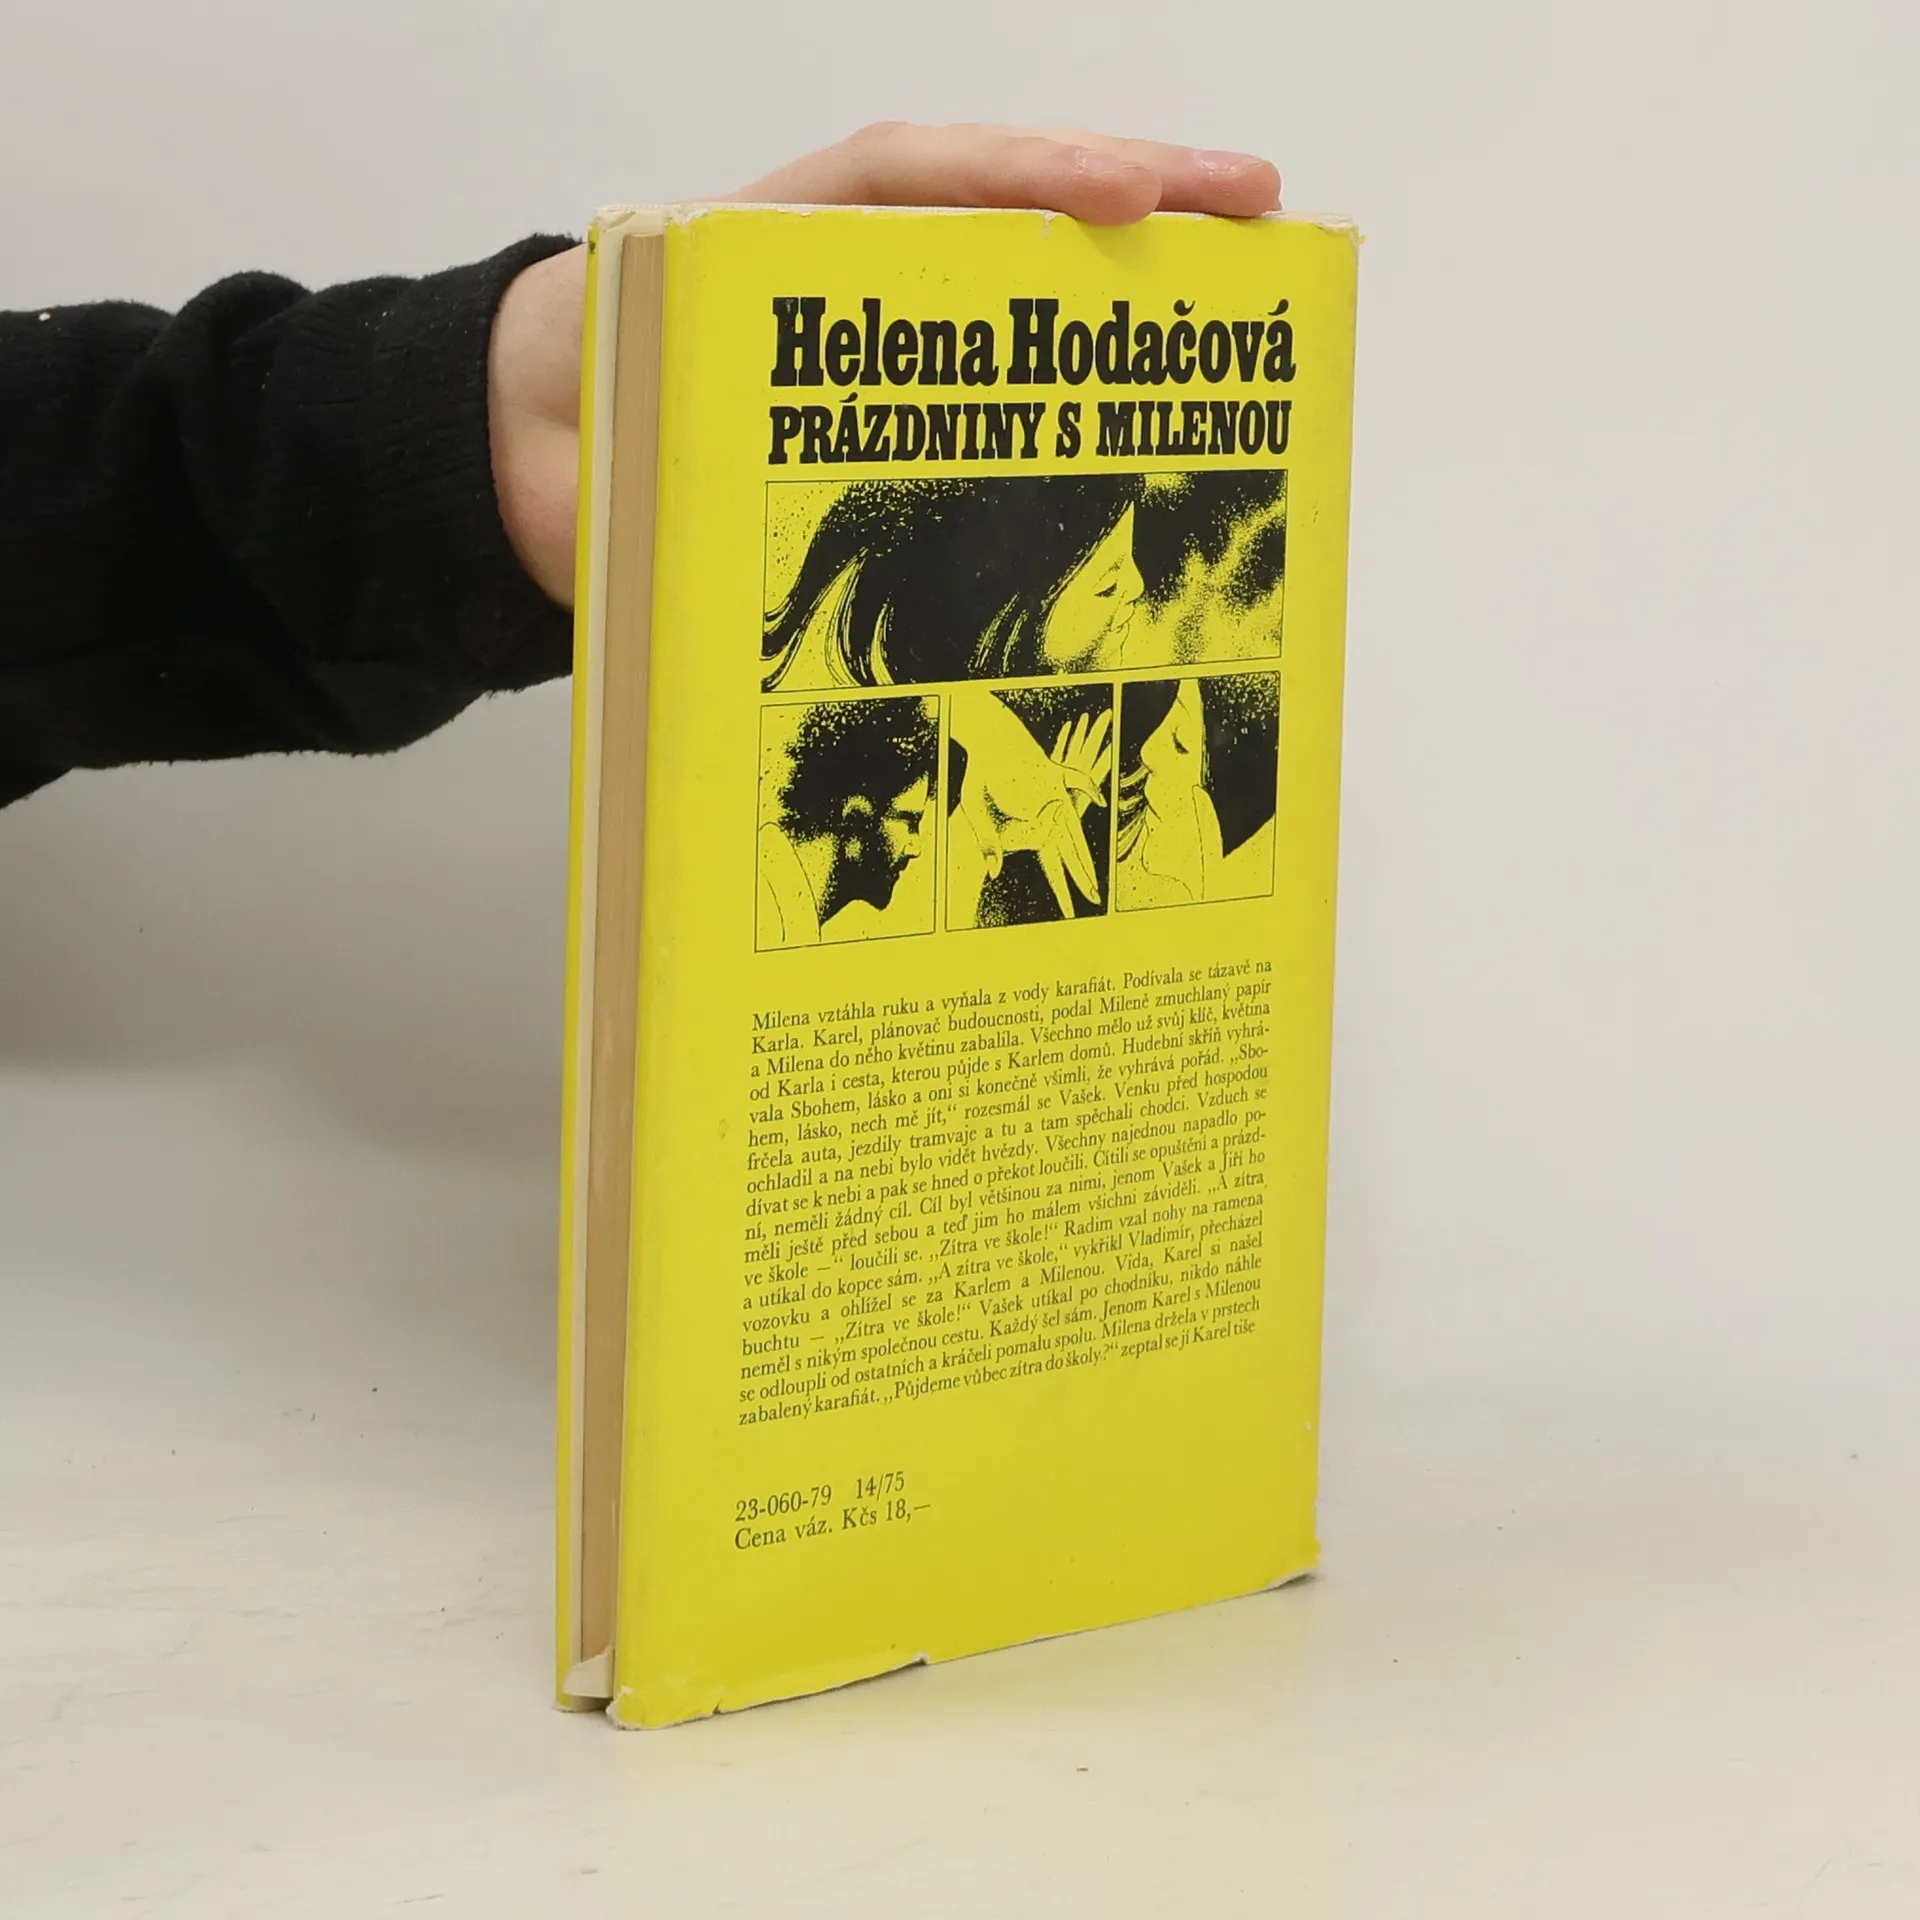 Helena Hodačová
PRÁZDNINY S MILENOU
Milena vztáhla ruku a vyňala z vody karafiát. Podívala se tázavě na
Karla. Karel, plánovač budoucnosti, podal Mileně zmuchlaný papír
a Milena do něho květinu zabalila. Všechno mělo už svůj klíč, květina
od Karla i cesta, kterou půjde s Karlem domů. Hudební skříň vyhrá-
vala Sbohem, lásko a oni si konečně všimli, že vyhrává pořád. „Sbo-
hem, lásko, nech mě jít,“ rozesmál se Vašek. Venku před hospodou
frčela auta, jezdily tramvaje a tu a tam spěchali chodci. Vzduch se
ochladil a na nebi bylo vidět hvězdy. Všechny najednou napadlo po-
dívat se k nebi a pak se hned o překot loučili. Cítili se opuštění a prázd-
ní, neměli žádný cíl. Cíl byl většinou za nimi, jenom Vašek a Jiří ho
měli ještě před sebou a teď jim ho málem všichni záviděli. „A zítra
ve škole —“ loučili se. „Zítra ve škole!“ Radim vzal nohy na ramena
a utíkal do kopce sám. „A zítra ve škole,“ vykřikl Vladimír, přecházel
vozovku a ohlížel se za Karlem a Milenou. Vida, Karel si našel
buchtu — „Zítra ve škole!“ Vašek utíkal po chodníku, nikdo náhle
neměl s nikým společnou cestu. Každý šel sám. Jenom Karel s Milenou
se odloupli od ostatních a kráčeli pomalu spolu. Milena držela v prstech
zabalený karafiát. „Půjdeme vůbec zítra do školy?“ zeptal se jí Karel tiše
23-060-79 14/75
Cena váz. Kčs 18,—